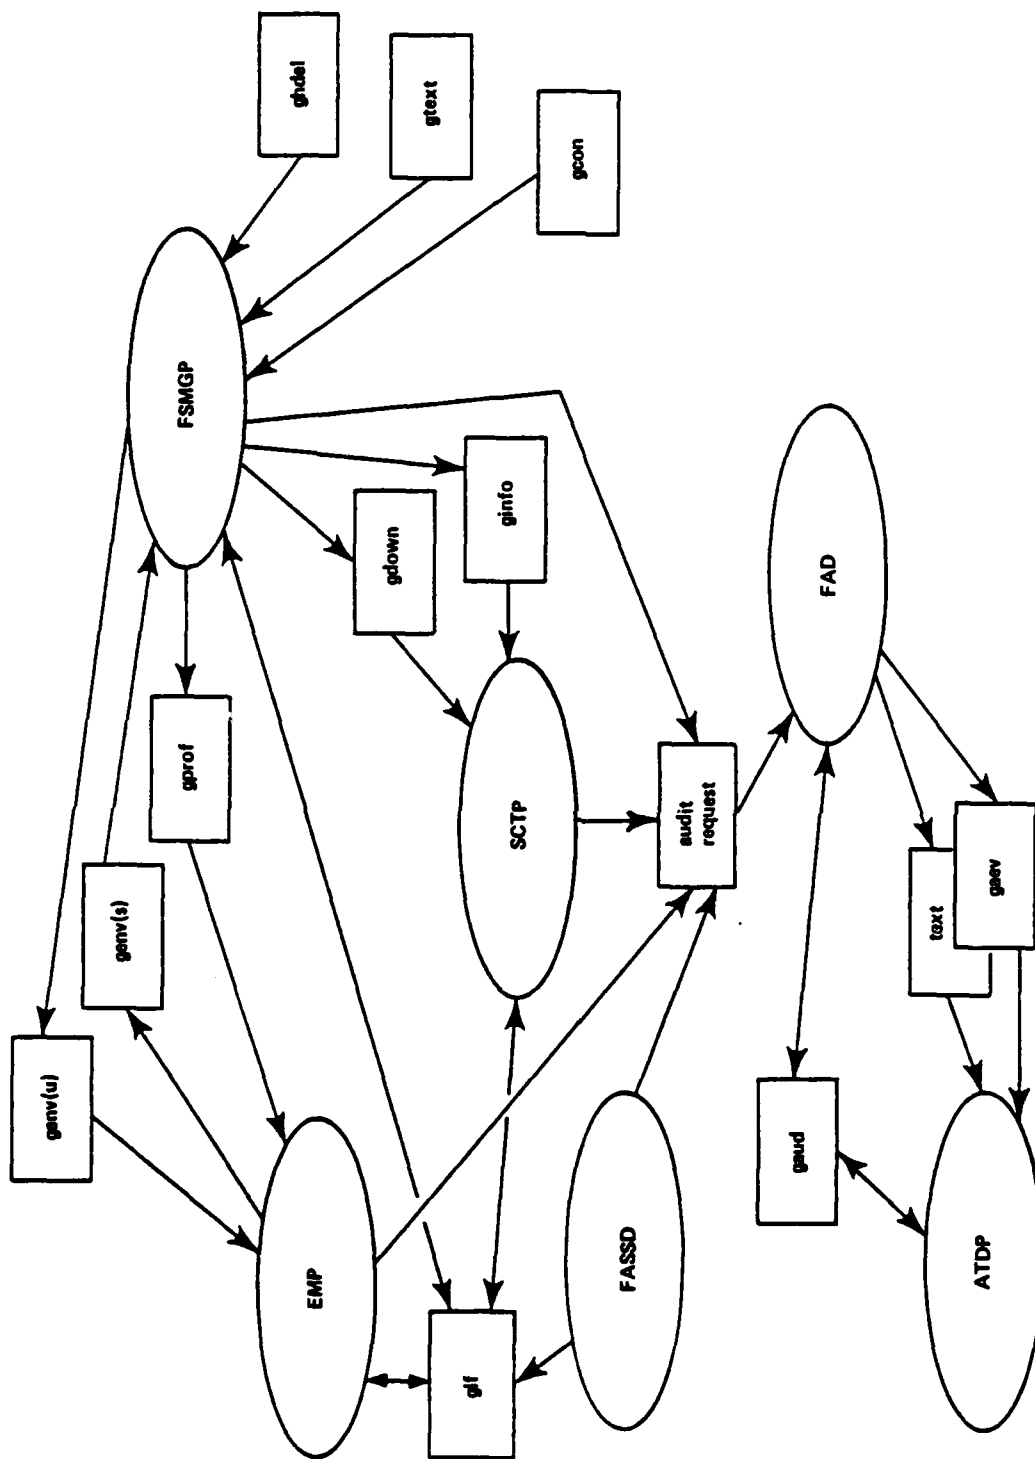 genv(u)
genv(s)
gprof
FSMGP
ghdel
EMP
gdown
gtext
glf
SCTP
ginfo
gcon
FASSD
audit
request
gaud
FAD
text
gaev
ATDP